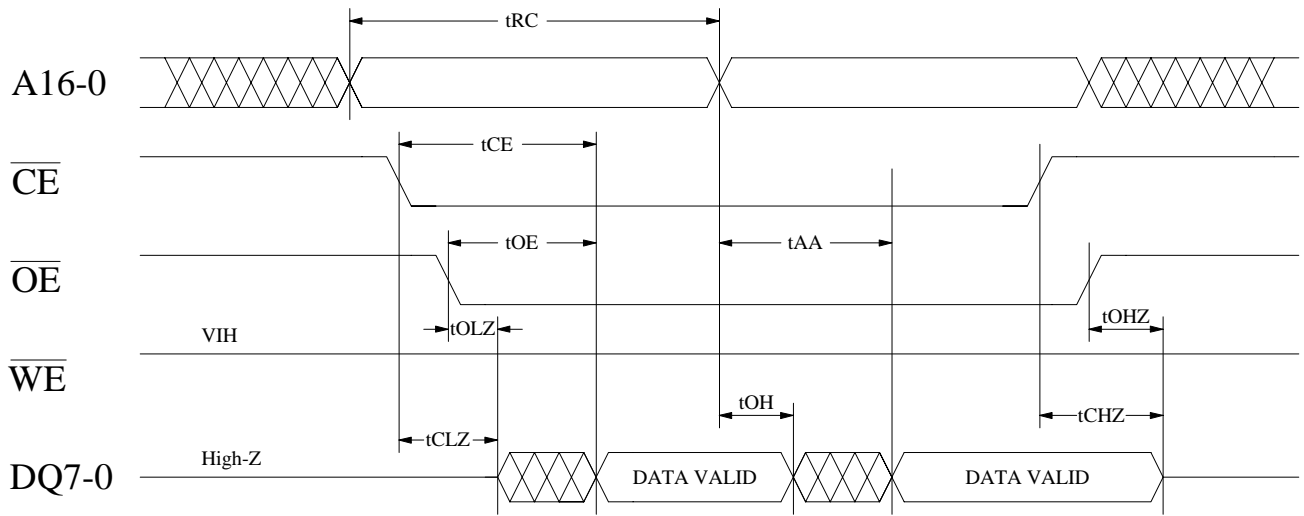 tRC
A16-0
tCE
CE
tOE
tAA
OE
tOLZ
tOHZ
VIH
WE
tOH
tCHZ
tCLZ
High-Z
DQ7-0
DATA VALID
DATA VALID